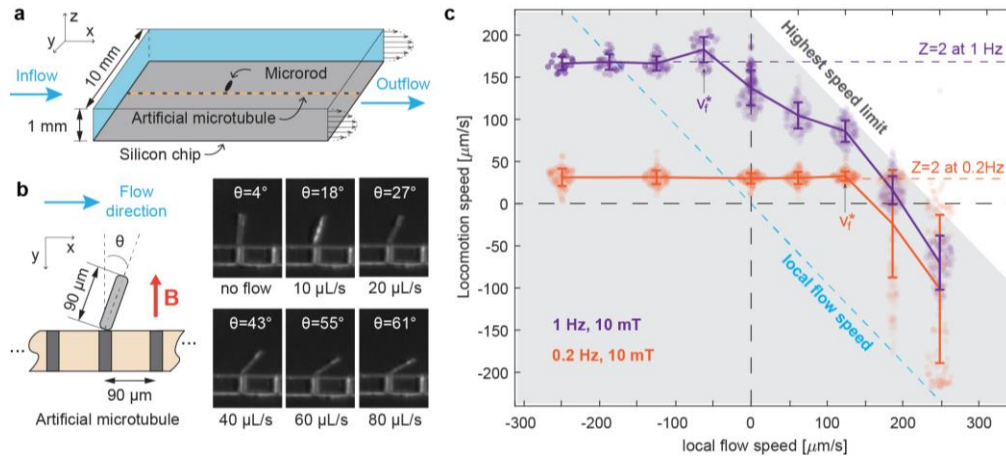 a
z
y
x
Inflow
10 mm
1 mm
Microrod
Artificial microtubule
Silicon chip
Outflow
b
Flow
direction
x
y
θ
90 µm
B
...
...
90 µm
Artificial microtubule
θ=4°
θ=18°
θ=27°
no flow
10 µL/s
20 µL/s
θ=43°
θ=55°
θ=61°
40 µL/s
60 µL/s
80 µL/s
c
Locomotion speed [µm/s]
200
150
100
50
0
-50
-100
-150
-200
-300
-200
-100
0
100
200
300
local flow speed [µm/s]
Z=2 at 1 Hz
Highest speed limit
Z=2 at 0.2Hz
v_f*
v_f*
local flow speed
1 Hz, 10 mT
0.2 Hz, 10 mT